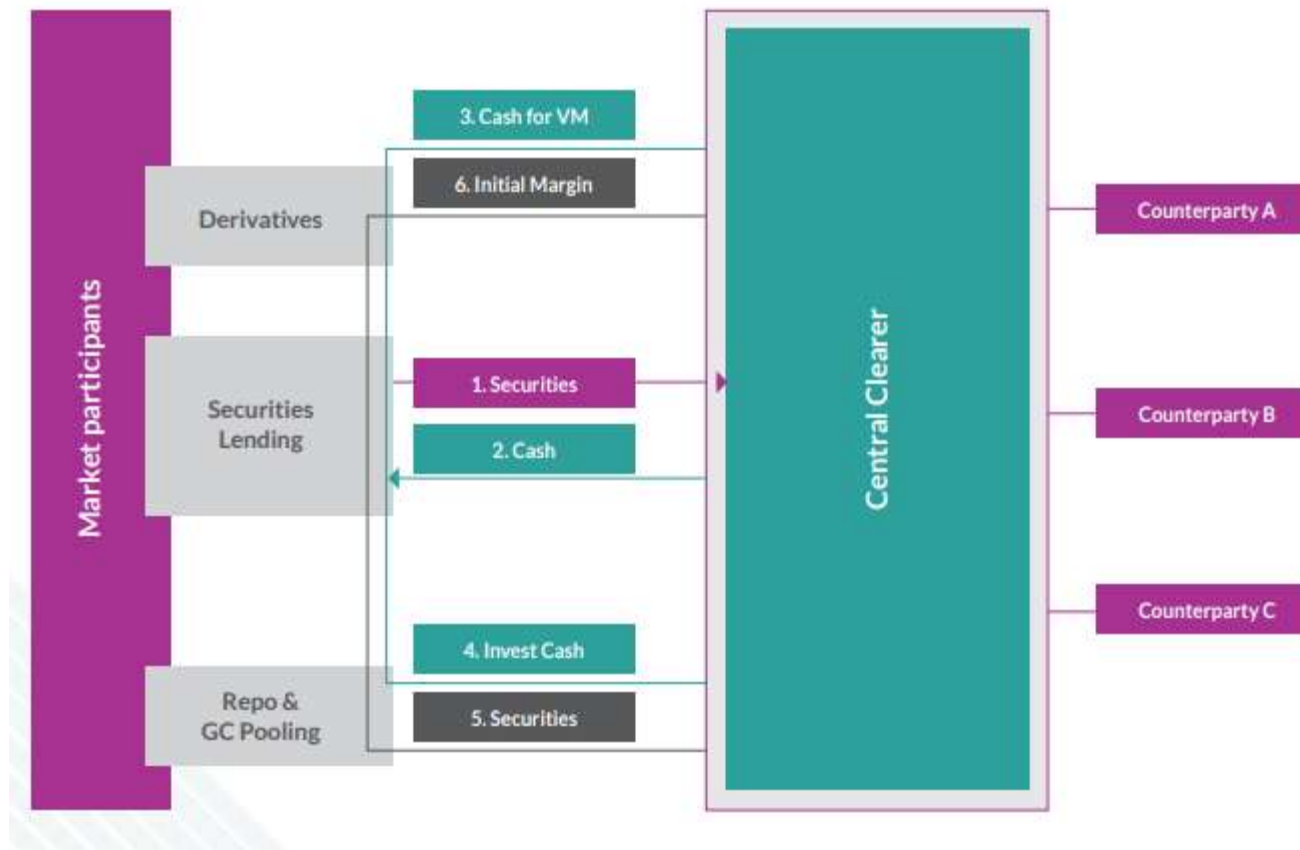 Market participants
Derivatives
Securities
Lending
Repo &
GC Pooling
3. Cash for VM
6. Initial Margin
1. Securities
2. Cash
4. Invest Cash
5. Securities
Central Clearer
Counterparty A
Counterparty B
Counterparty C